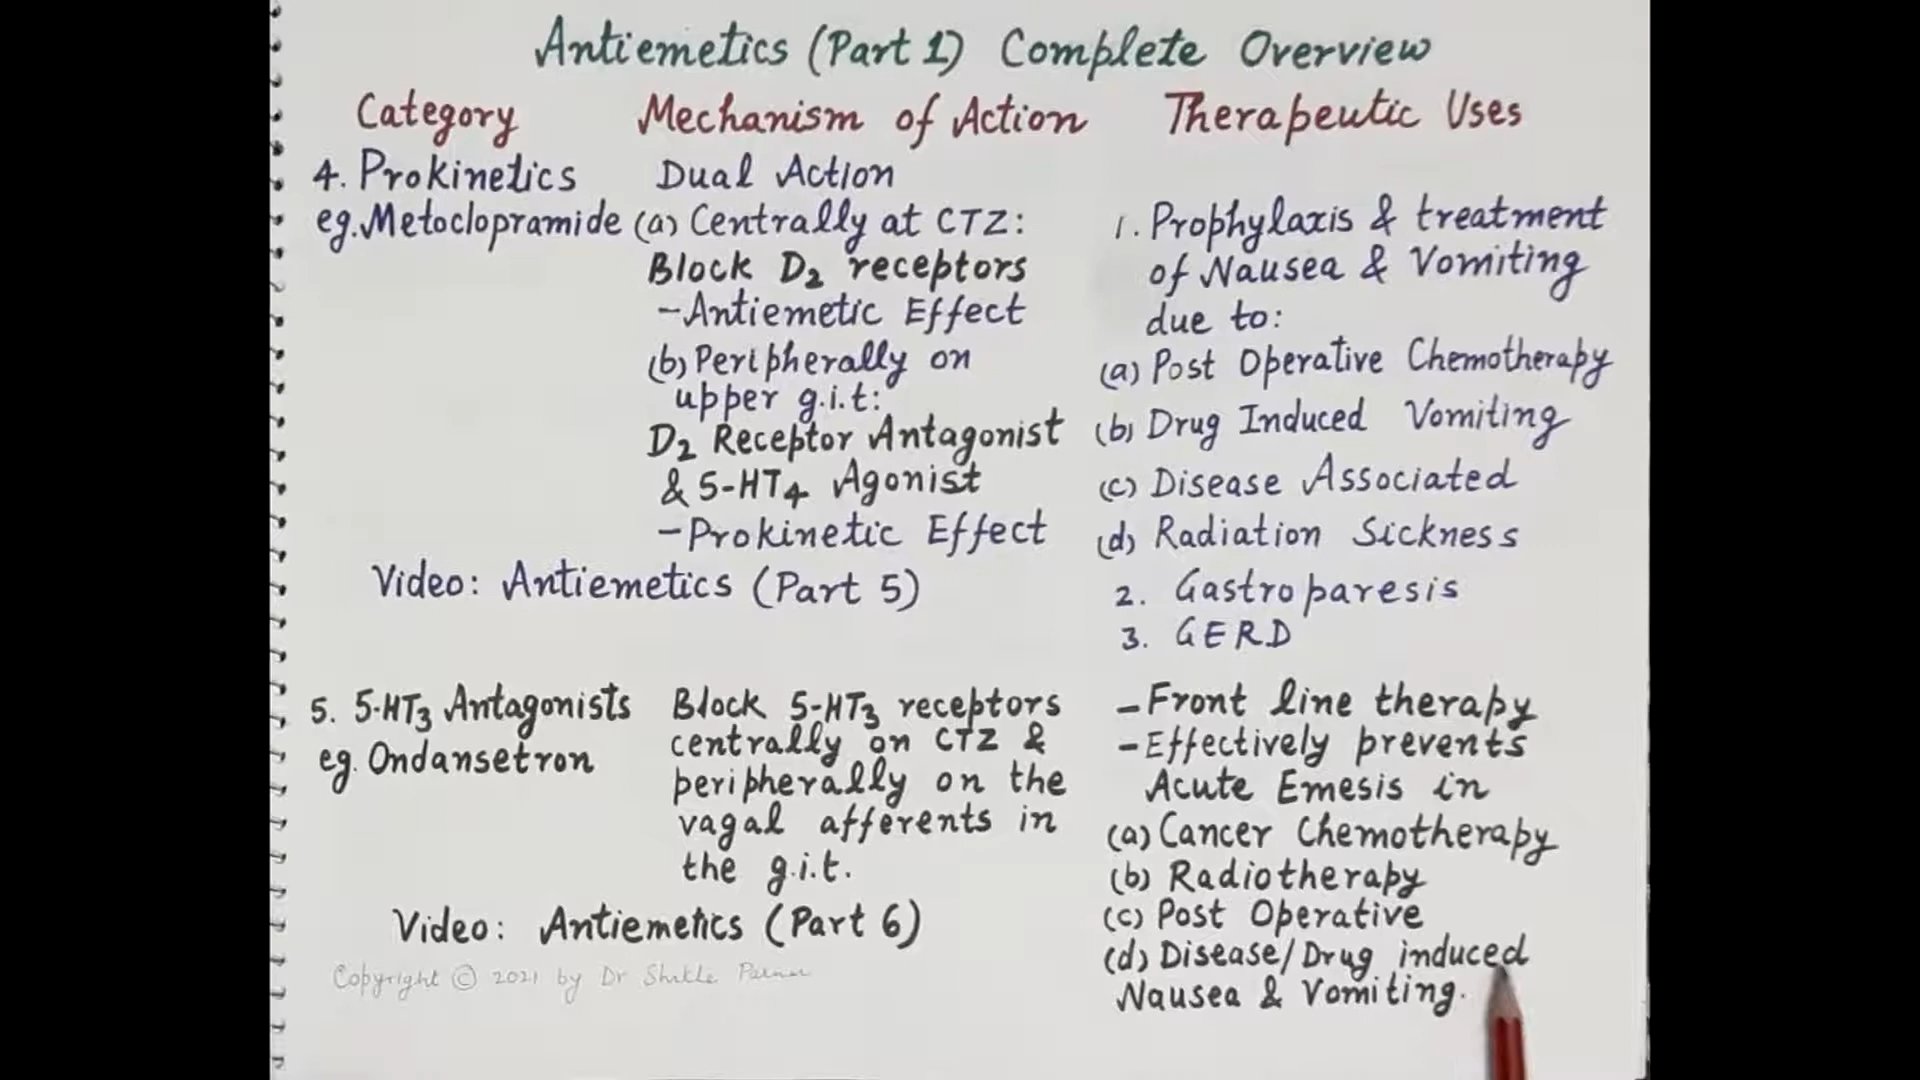 Antiemetics (Part 1) Complete Overview
Category Mechanism of Action Therapeutic Uses
4. Prokinetics
eg. Metoclopramide
Dual Action
(a) Centrally at CTZ:
Block D2 receptors
-Antiemetic Effect
(b) Peripherally on
upper g.i.t:
D2 Receptor Antagonist
& 5-HT4 Agonist
-Prokinetic Effect
Video: Antiemetics (Part 5)
1. Prophylaxis & treatment
of Nausea & Vomiting
due to:
(a) Post Operative Chemotherapy
(b) Drug Induced Vomiting
(c) Disease Associated
(d) Radiation Sickness
2. Gastroparesis
3. GERD
5. 5-HT3 Antagonists
eg. Ondansetron
Block 5-HT3 receptors
centrally on CTZ &
peripherally on the
vagal afferents in
the g.i.t.
Video: Antiemetics (Part 6)
-Front line therapy
-Effectively prevents
Acute Emesis in
(a) Cancer Chemotherapy
(b) Radiotherapy
(c) Post Operative
(d) Disease/Drug induced
Nausea & Vomiting.
Copyright © 2021 by Dr